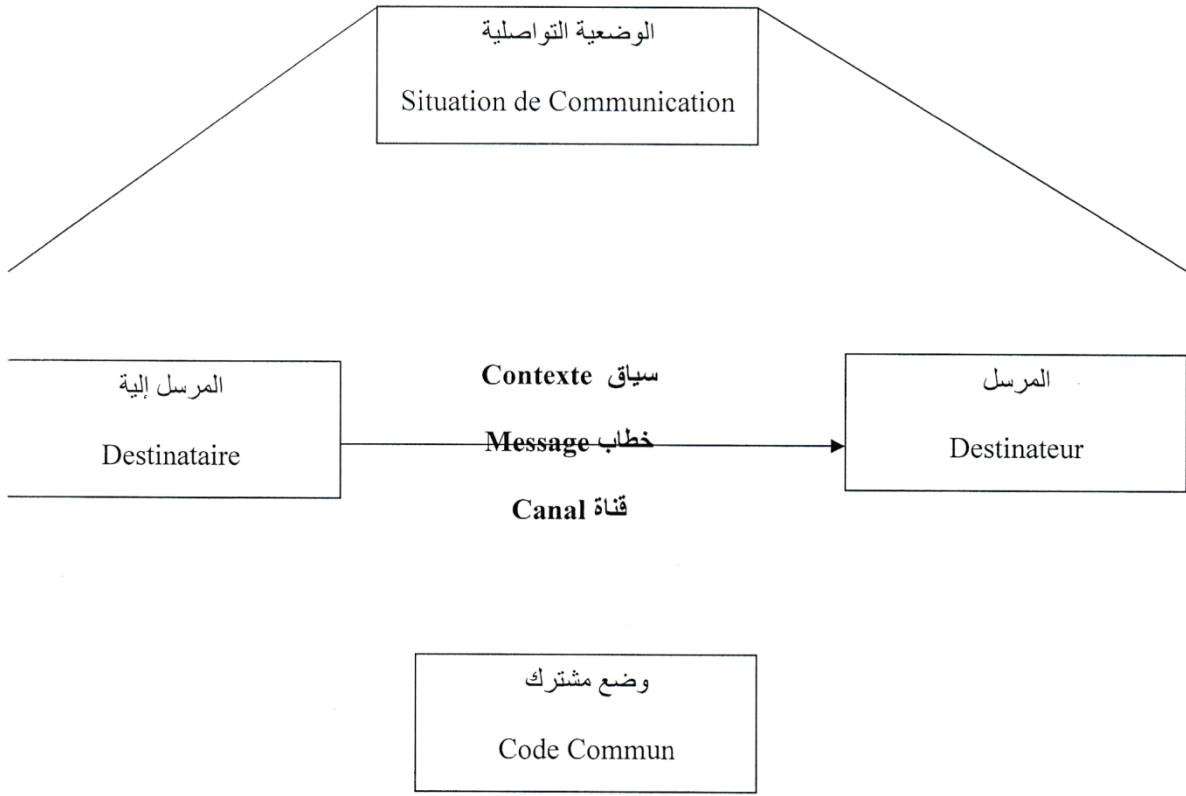 الوضعية التواصلية
Situation de Communication
المرسل
Destinateur
سياق Contexte
خطاب Message
قناة Canal
المرسل إلية
Destinataire
وضع مشترك
Code Commun